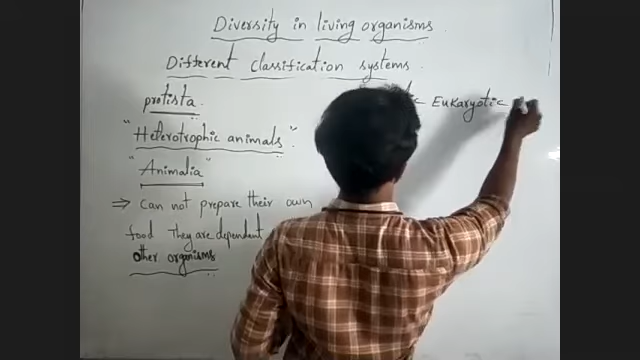 Diversity in living organisms
Different classification systems
protista
"Heterotrophic animals".
"Animalia"
⇒ Can not prepare their own
food They are dependent
other organisms
Eukaryotic